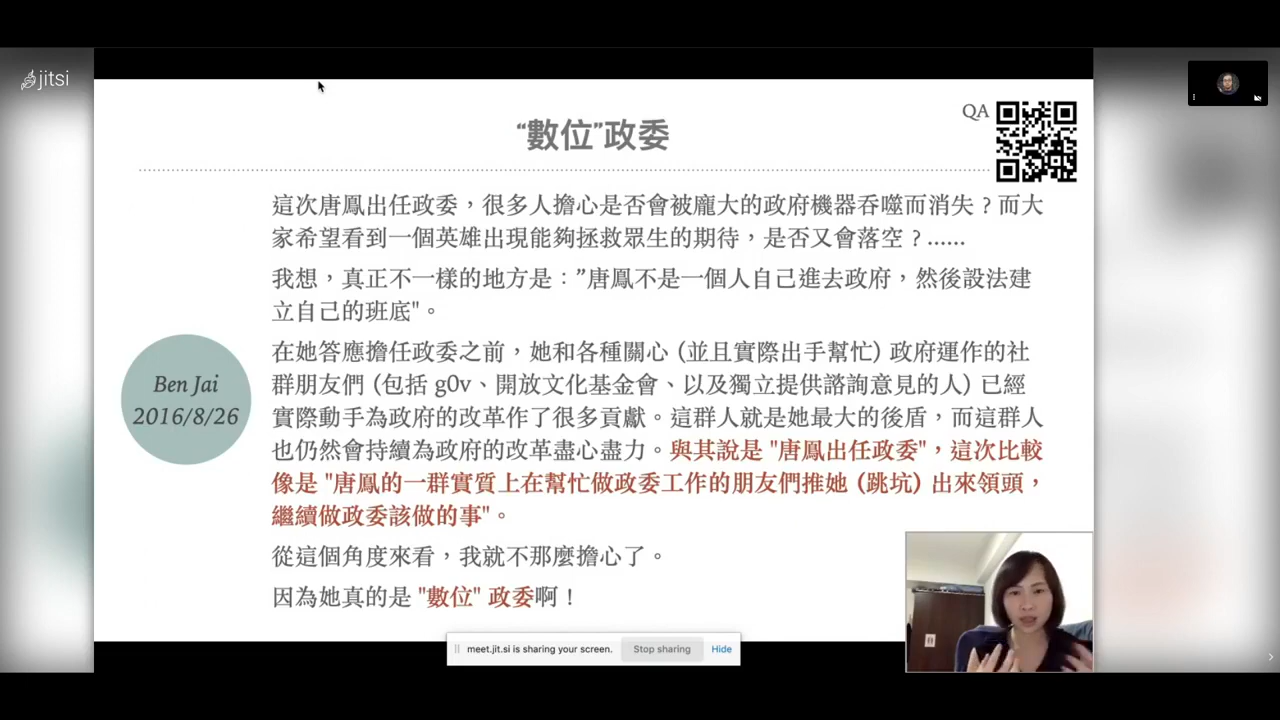 jitsi
QA
“數位”政委
這次唐鳳出任政委，很多人擔心是否會被龐大的政府機器吞噬而消失？而大
家希望看到一個英雄出現能夠拯救眾生的期待，是否又會落空？......
我想，真正不一樣的地方是：”唐鳳不是一個人自己進去政府，然後設法建
立自己的班底"。
Ben Jai
2016/8/26
在她答應擔任政委之前，她和各種關心 (並且實際出手幫忙) 政府運作的社
群朋友們 (包括 g0v、開放文化基金會、以及獨立提供諮詢意見的人) 已經
實際動手為政府的改革作了很多貢獻。這群人就是她最大的後盾，而這群人
也仍然會持續為政府的改革盡心盡力。與其說是 "唐鳳出任政委"，這次比較
像是 "唐鳳的一群實質上在幫忙做政委工作的朋友們推她 (跳坑) 出來領頭，
繼續做政委該做的事"。
從這個角度來看，我就不那麼擔心了。
因為她真的是 "數位" 政委啊！
meet.jit.si is sharing your screen.
Stop sharing
Hide